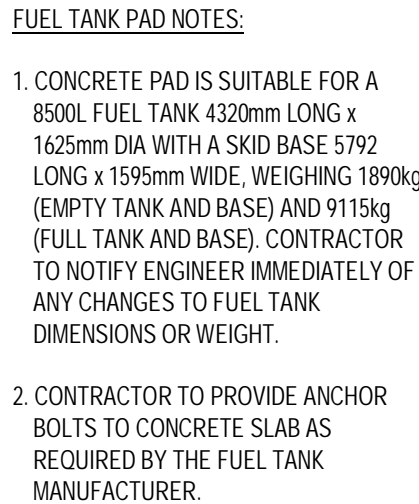 FUEL TANK PAD NOTES:
1. CONCRETE PAD IS SUITABLE FOR A
8500L FUEL TANK 4320mm LONG x
1625mm DIA WITH A SKID BASE 5792
LONG x 1595mm WIDE, WEIGHING 1890kg
(EMPTY TANK AND BASE) AND 9115kg
(FULL TANK AND BASE). CONTRACTOR
TO NOTIFY ENGINEER IMMEDIATELY OF
ANY CHANGES TO FUEL TANK
DIMENSIONS OR WEIGHT.
2. CONTRACTOR TO PROVIDE ANCHOR
BOLTS TO CONCRETE SLAB AS
REQUIRED BY THE FUEL TANK
MANUFACTURER.